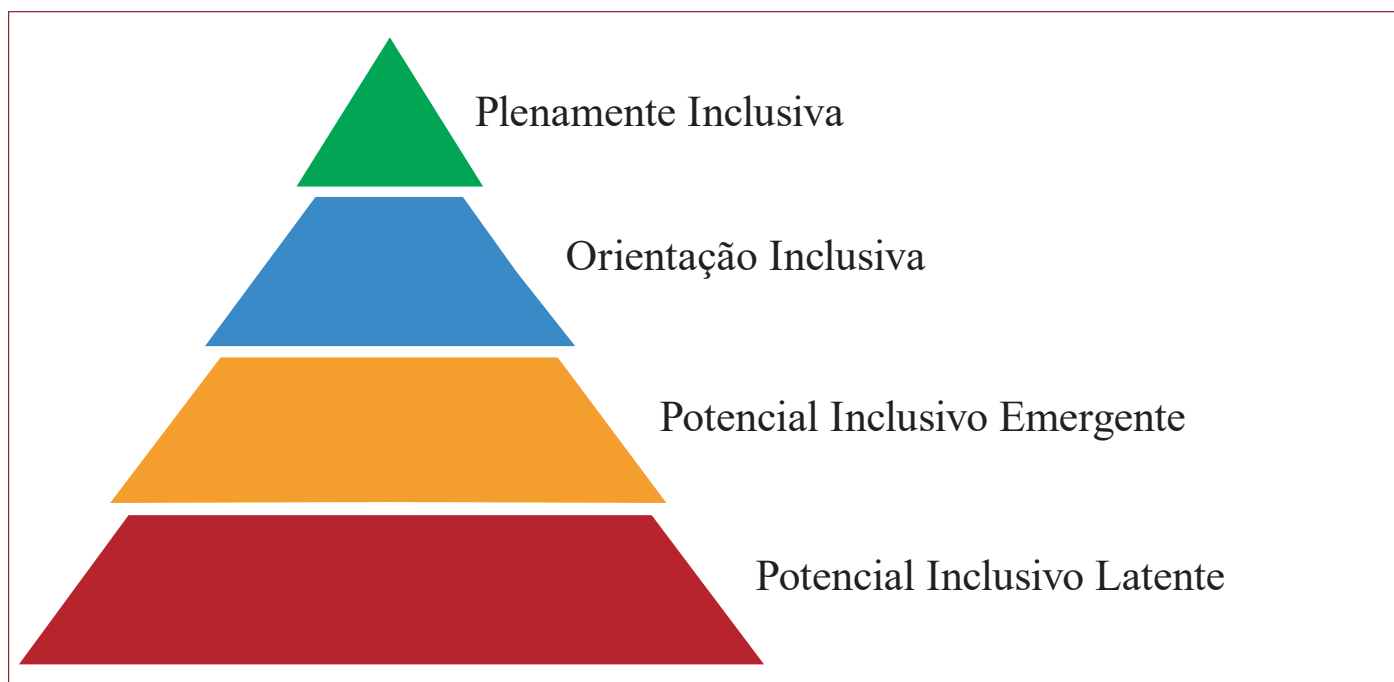 Plenamente Inclusiva
Orientação Inclusiva
Potencial Inclusivo Emergente
Potencial Inclusivo Latente